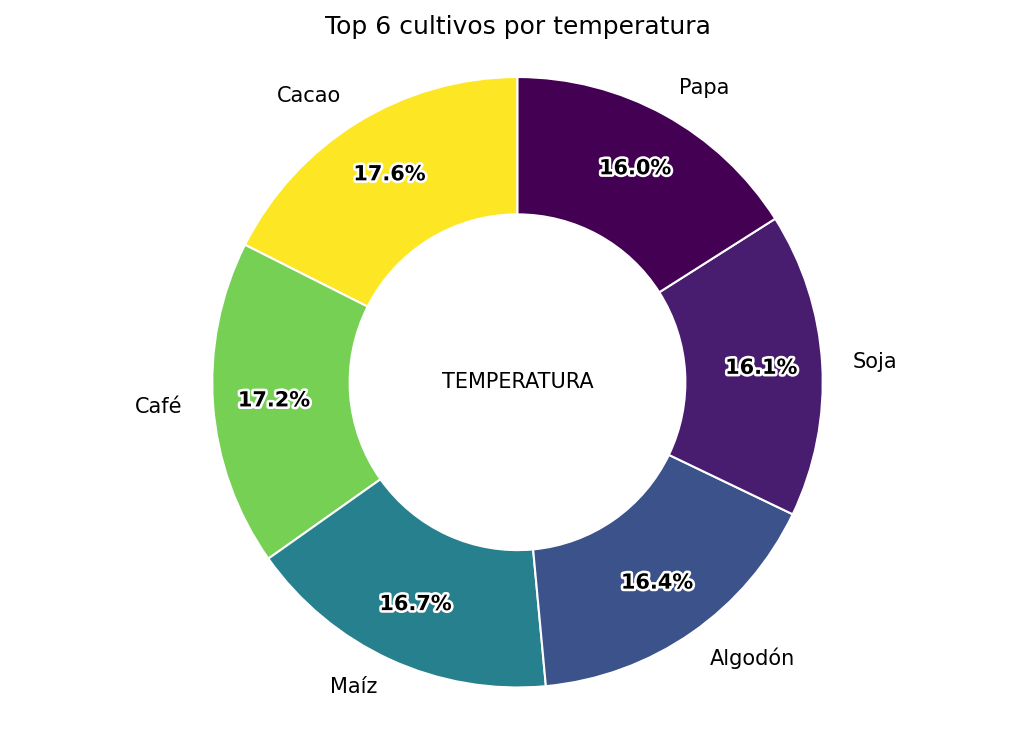 Top 6 cultivos por temperatura
Papa
Cacao
16.0%
17.6%
Soja
16.1%
TEMPERATURA
17.2%
Café
16.4%
16.7%
Algodón
Maíz